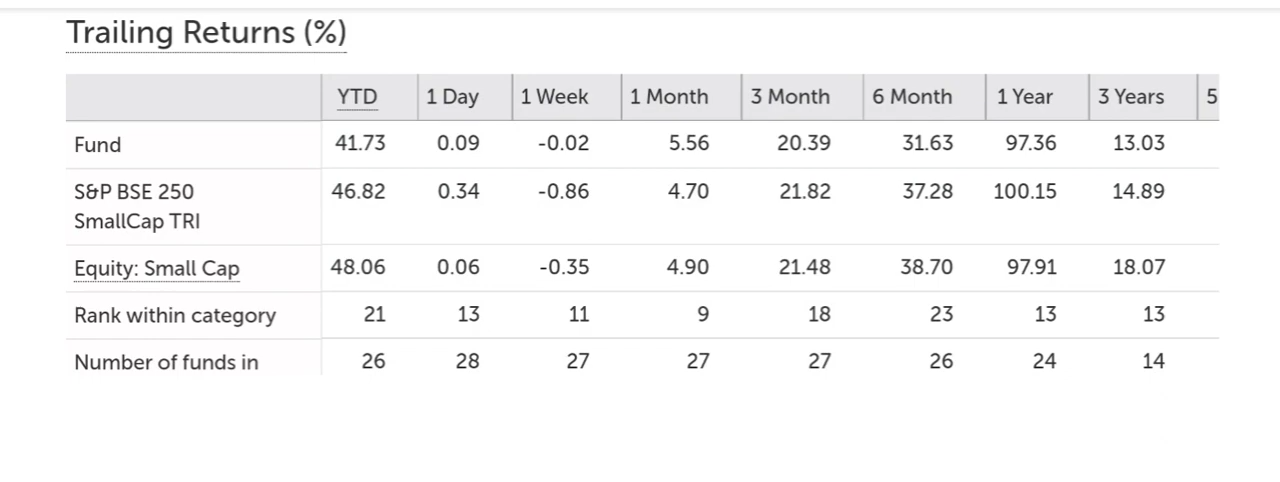 Trailing Returns (%)
YTD 1 Day 1 Week 1 Month 3 Month 6 Month 1 Year 3 Years 5
Fund 41.73 0.09 -0.02 5.56 20.39 31.63 97.36 13.03
S&P BSE 250 46.82 0.34 -0.86 4.70 21.82 37.28 100.15 14.89
SmallCap TRI
Equity: Small Cap 48.06 0.06 -0.35 4.90 21.48 38.70 97.91 18.07
Rank within category 21 13 11 9 18 23 13 13
Number of funds in 26 28 27 27 27 26 24 14